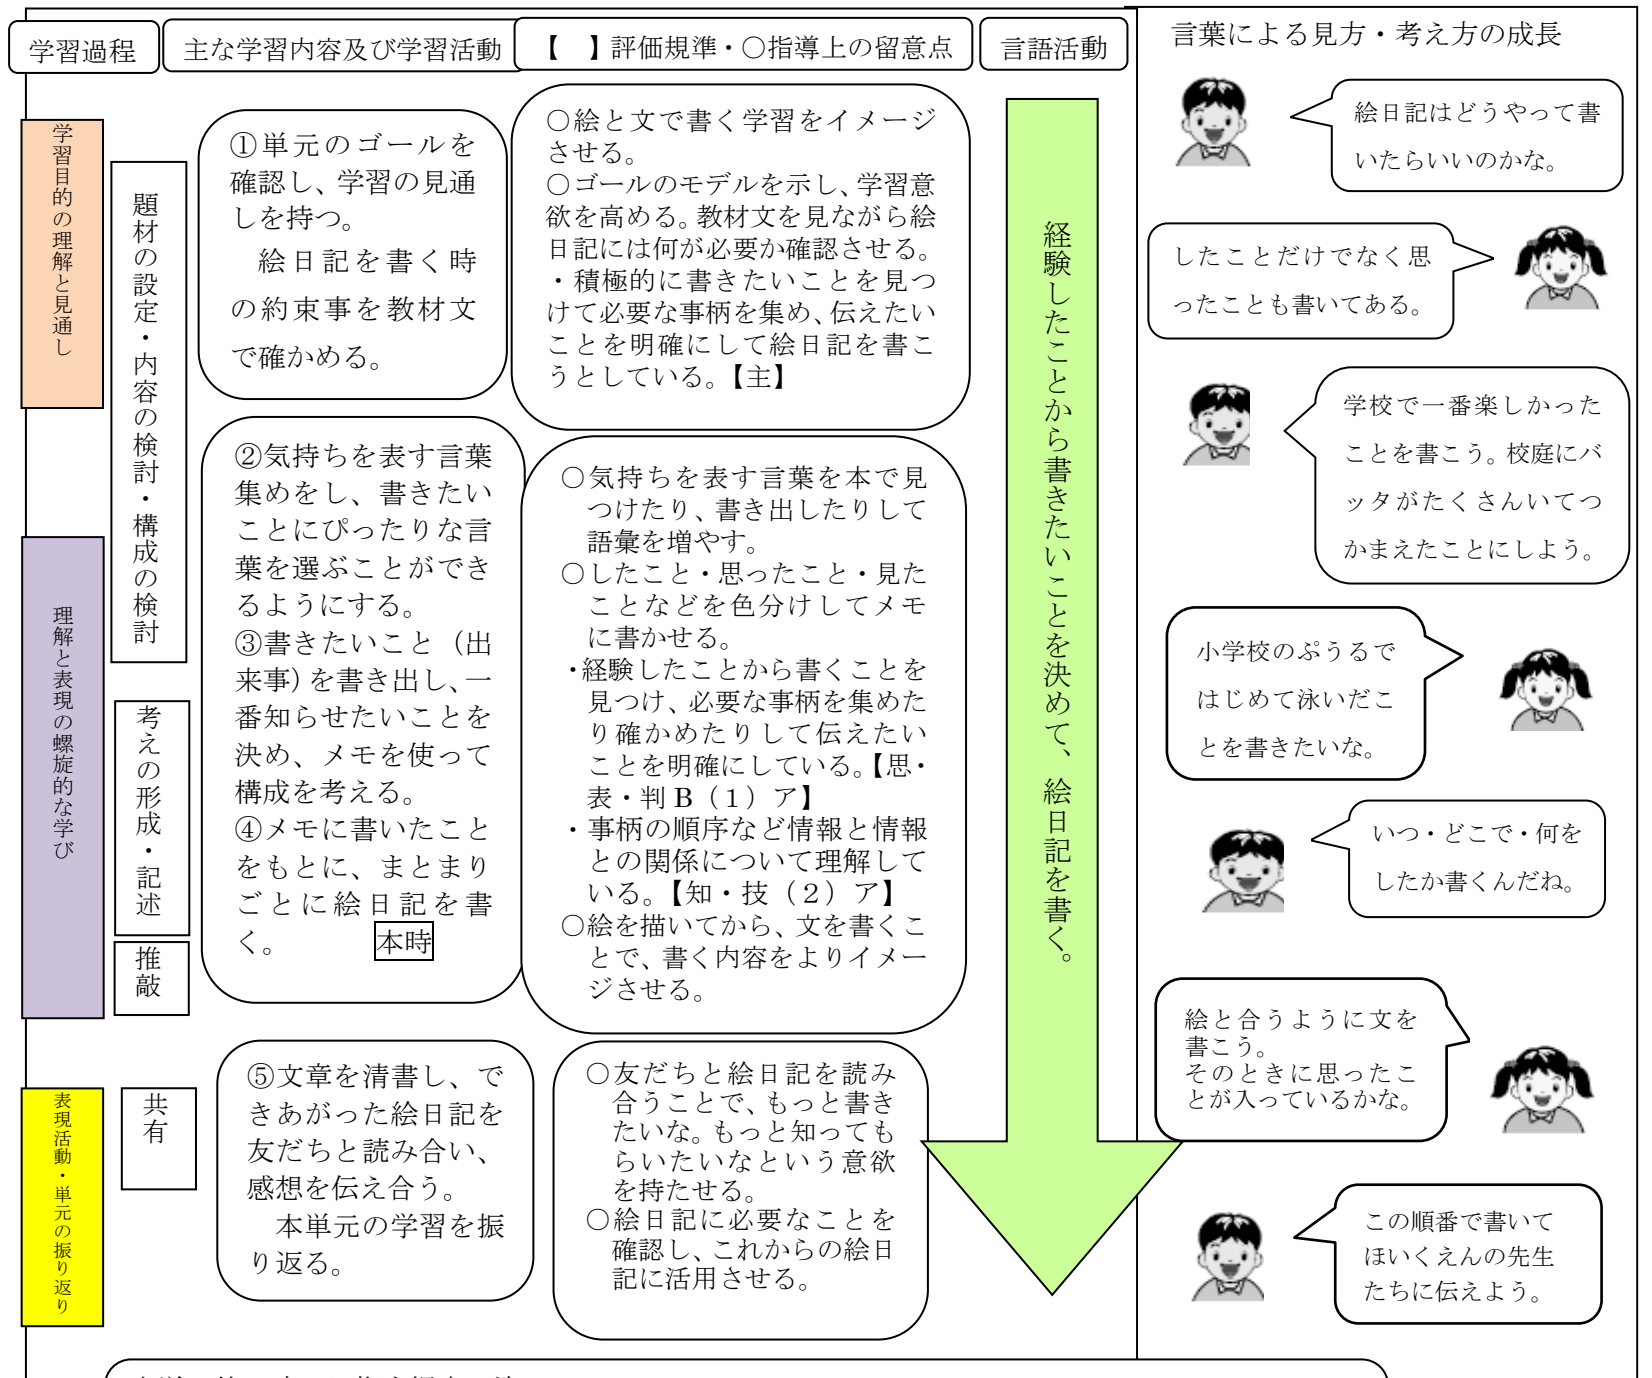 学習過程
主な学習内容及び学習活動
【　】評価規準・○指導上の留意点
言語活動
言葉による見方・考え方の成長
学習目的の理解と見通し
理解と表現の螺旋的な学び
表現活動・単元の振り返り
題材の設定・内容の検討・構成の検討
考えの形成・記述
推敲
共有
①単元のゴールを
確認し、学習の見通
しを持つ。
　絵日記を書く時
の約束事を教材文
で確かめる。
○絵と文で書く学習をイメージ
させる。
○ゴールのモデルを示し、学習意
欲を高める。教材文を見ながら絵
日記には何が必要か確認させる。
・積極的に書きたいことを見つ
けて必要な事柄を集め、伝えたい
ことを明確にして絵日記を書こ
うとしている。【主】
②気持ちを表す言葉
集めをし、書きたい
ことにぴったりな言
葉を選ぶことができ
るようにする。
③書きたいこと（出
来事）を書き出し、一
番知らせたいことを
決め、メモを使って
構成を考える。
④メモに書いたこと
をもとに、まとまり
ごとに絵日記を書
く。　本時
○気持ちを表す言葉を本で見
つけたり、書き出したりして
語彙を増やす。
○したこと・思ったこと・見た
ことなどを色分けしてメモ
に書かせる。
・経験したことから書くことを
見つけ、必要な事柄を集めた
り確かめたりして伝えたい
ことを明確にしている。【思・
表・判 B（1）ア】
・事柄の順序など情報と情報
との関係について理解して
いる。【知・技（2）ア】
○絵を描いてから、文を書くこ
とで、書く内容をよりイメー
ジさせる。
⑤文章を清書し、で
きあがった絵日記を
友だちと読み合い、
感想を伝え合う。
　本単元の学習を振
り返る。
○友だちと絵日記を読み
合うことで、もっと書き
たいな。もっと知っても
らいたいなという意欲
を持たせる。
○絵日記に必要なことを
確認し、これからの絵日
記に活用させる。
経験したことから書きたいことを決めて、絵日記を書く。
絵日記はどうやって書
いたらいいのかな。
したことだけでなく思
ったことも書いてある。
学校で一番楽しかった
ことを書こう。校庭にバ
ッタがたくさんいてつ
かまえたことにしよう。
小学校のぷうるで
はじめて泳いだこ
とを書きたいな。
いつ・どこで・何を
したか書くんだね。
絵と合うように文を
書こう。
そのときに思ったこ
とが入っているかな。
この順番で書いて
ほいくえんの先生
たちに伝えよう。